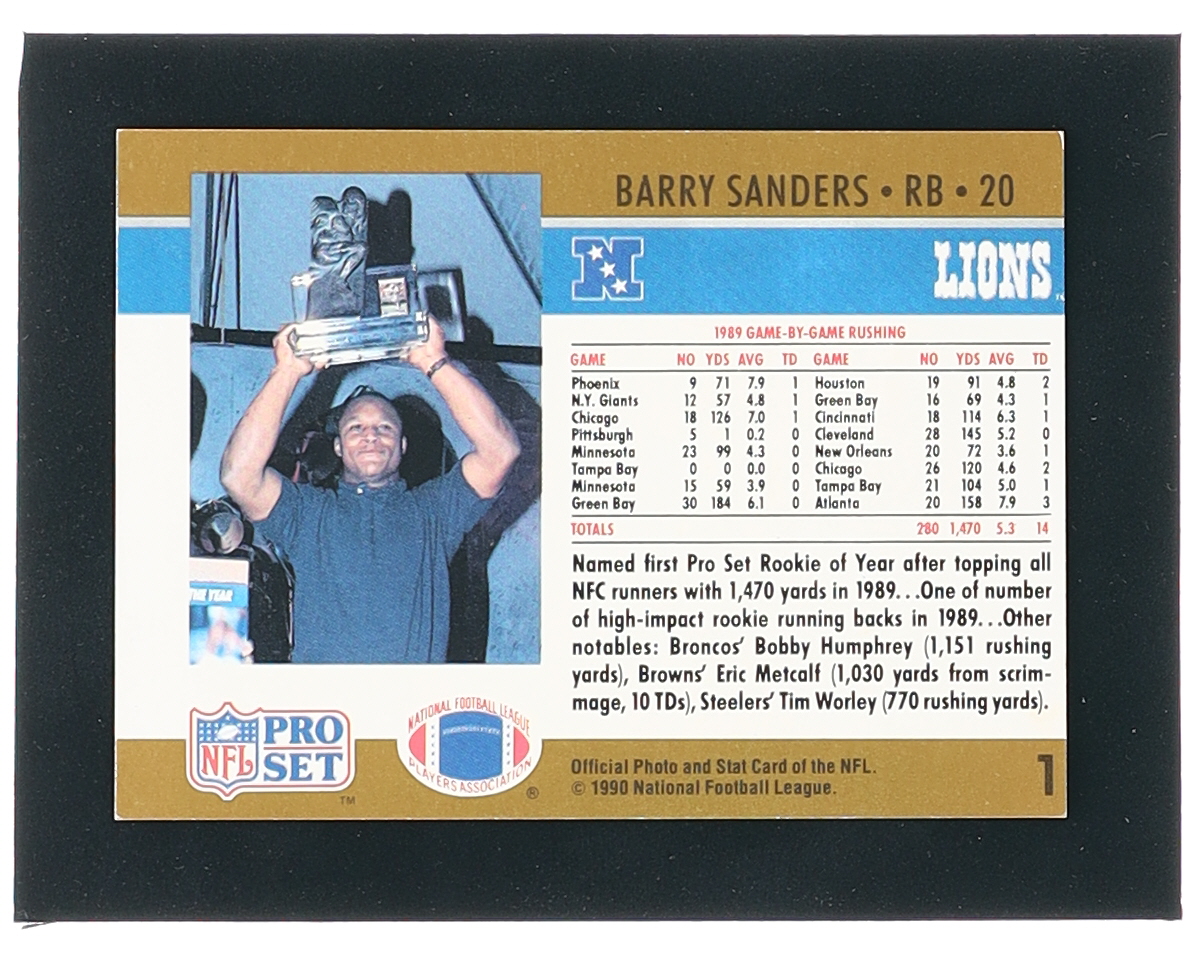 BARRY SANDERS • RB • 20
N
LIONS
1989 GAME-BY-GAME RUSHING
GAME NO YDS AVG TD GAME NO YDS AVG TD
Phoenix 9 71 7.9 1 Houston 19 91 4.8 2
N.Y. Giants 12 57 4.8 1 Green Bay 16 69 4.3 1
Chicago 18 126 7.0 1 Cincinnati 18 114 6.3 1
Pittsburgh 5 1 0.2 0 Cleveland 28 145 5.2 0
Minnesota 23 99 4.3 0 New Orleans 20 72 3.6 1
Tampa Bay 0 0 0.0 0 Chicago 26 120 4.6 2
Minnesota 15 59 3.9 0 Tampa Bay 21 104 5.0 1
Green Bay 30 184 6.1 0 Atlanta 20 158 7.9 3
TOTALS 280 1,470 5.3 14
Named first Pro Set Rookie of Year after topping all
NFC runners with 1,470 yards in 1989...One of number
of high-impact rookie running backs in 1989...Other
notables: Broncos' Bobby Humphrey (1,151 rushing
yards), Browns' Eric Metcalf (1,030 yards from scrim-
mage, 10 TDs), Steelers' Tim Worley (770 rushing yards).
THE YEAR
NFL PRO SET ™
NATIONAL FOOTBALL LEAGUE
PLAYERS ASSOCIATION ®
Official Photo and Stat Card of the NFL.
© 1990 National Football League.
1